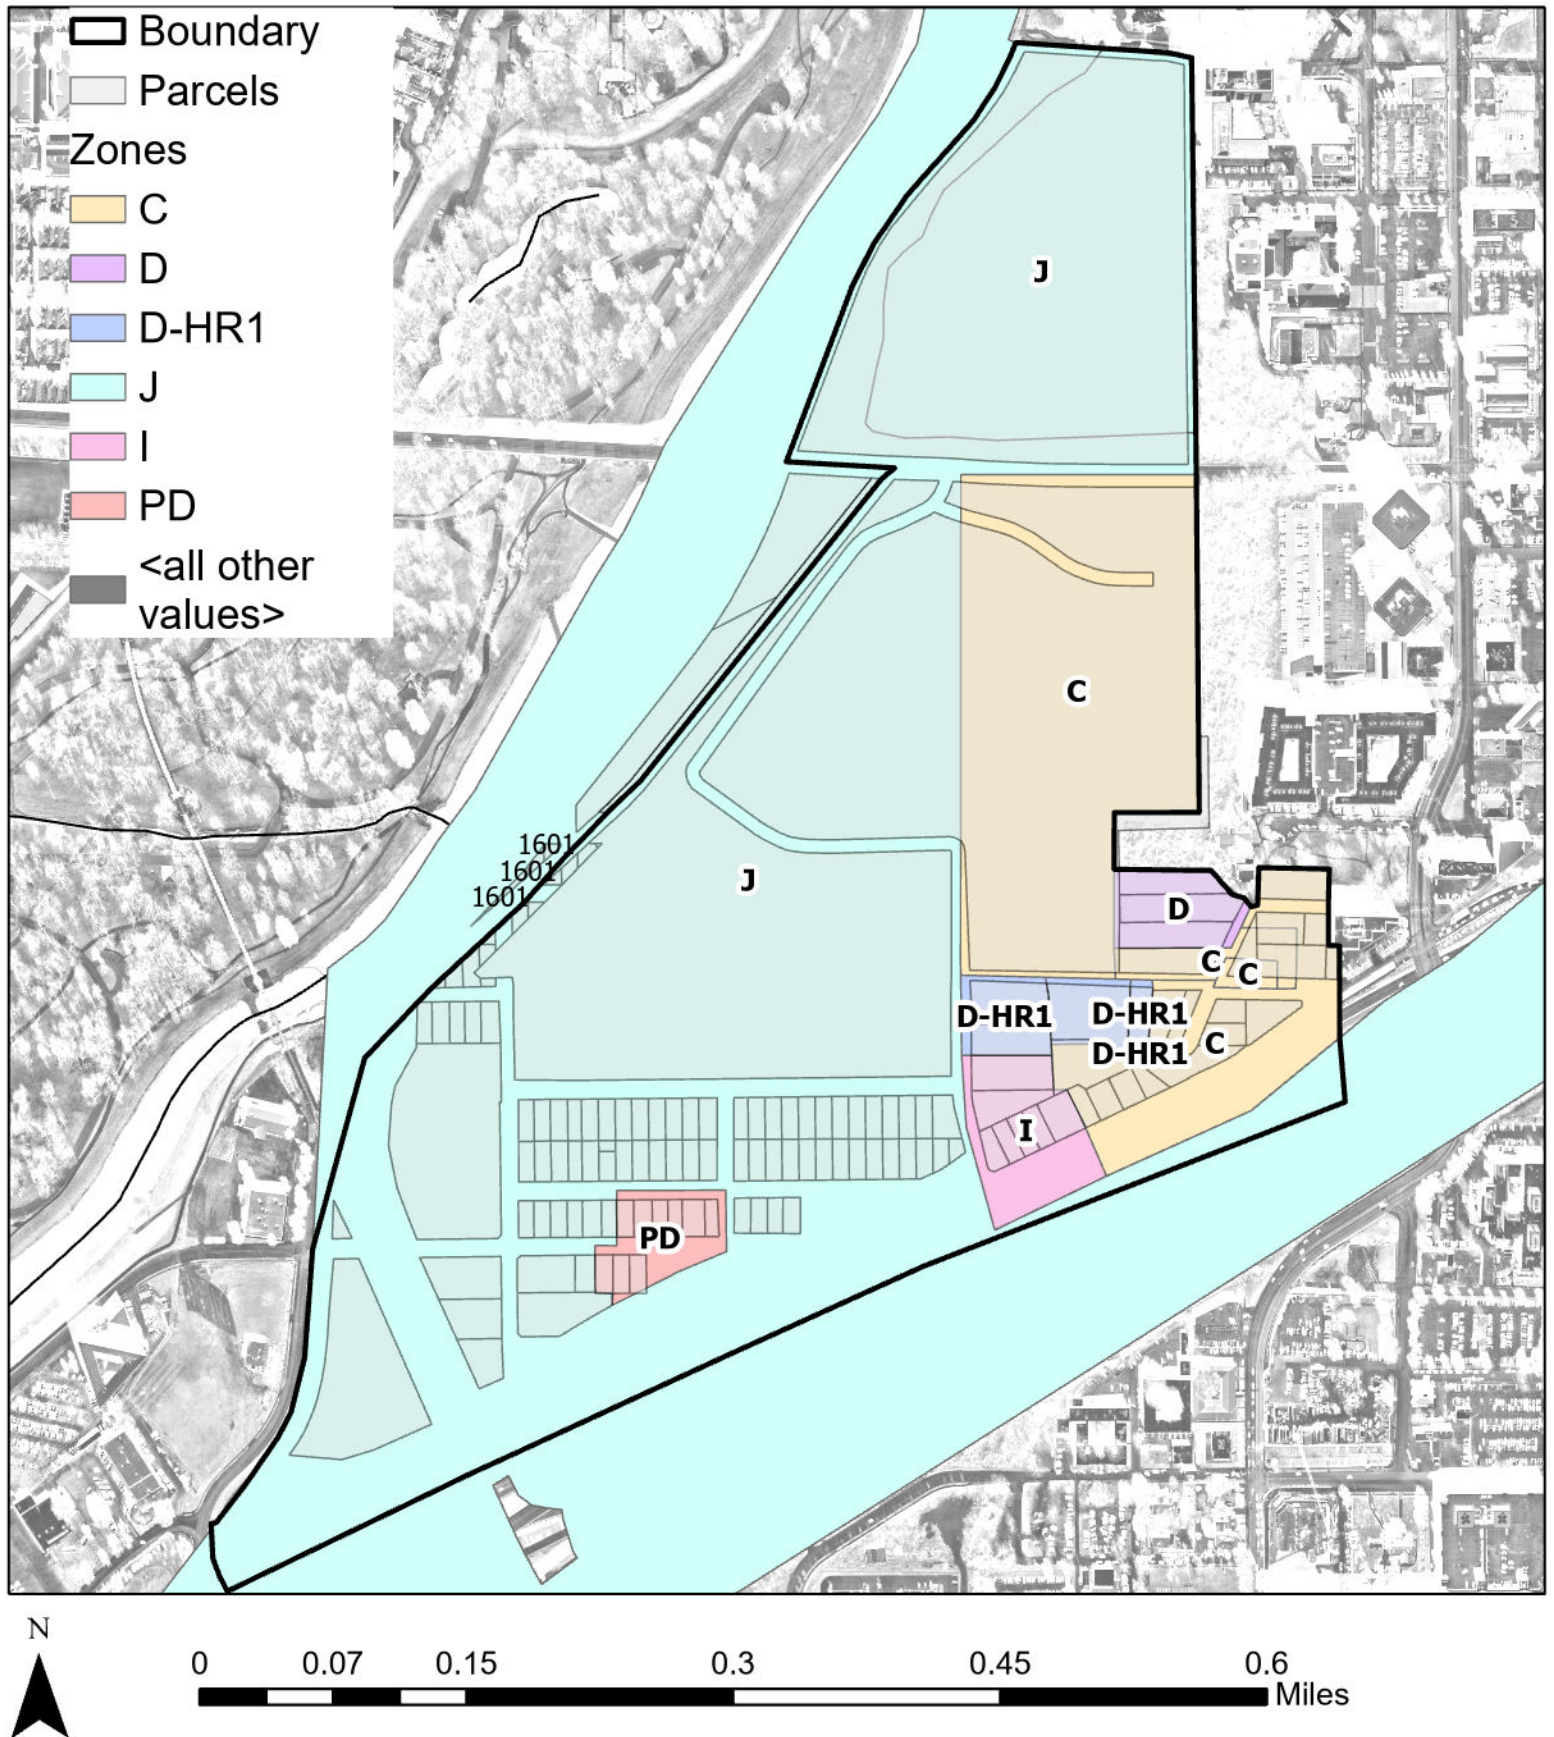 Boundary
Parcels
Zones
C
D
D-HR1
J
I
PD
<all other
values>
J
C
1601
1601
1601
J
D
C
C
D-HR1
D-HR1
D-HR1
C
I
PD
N
0 0.07 0.15 0.3 0.45 0.6
Miles